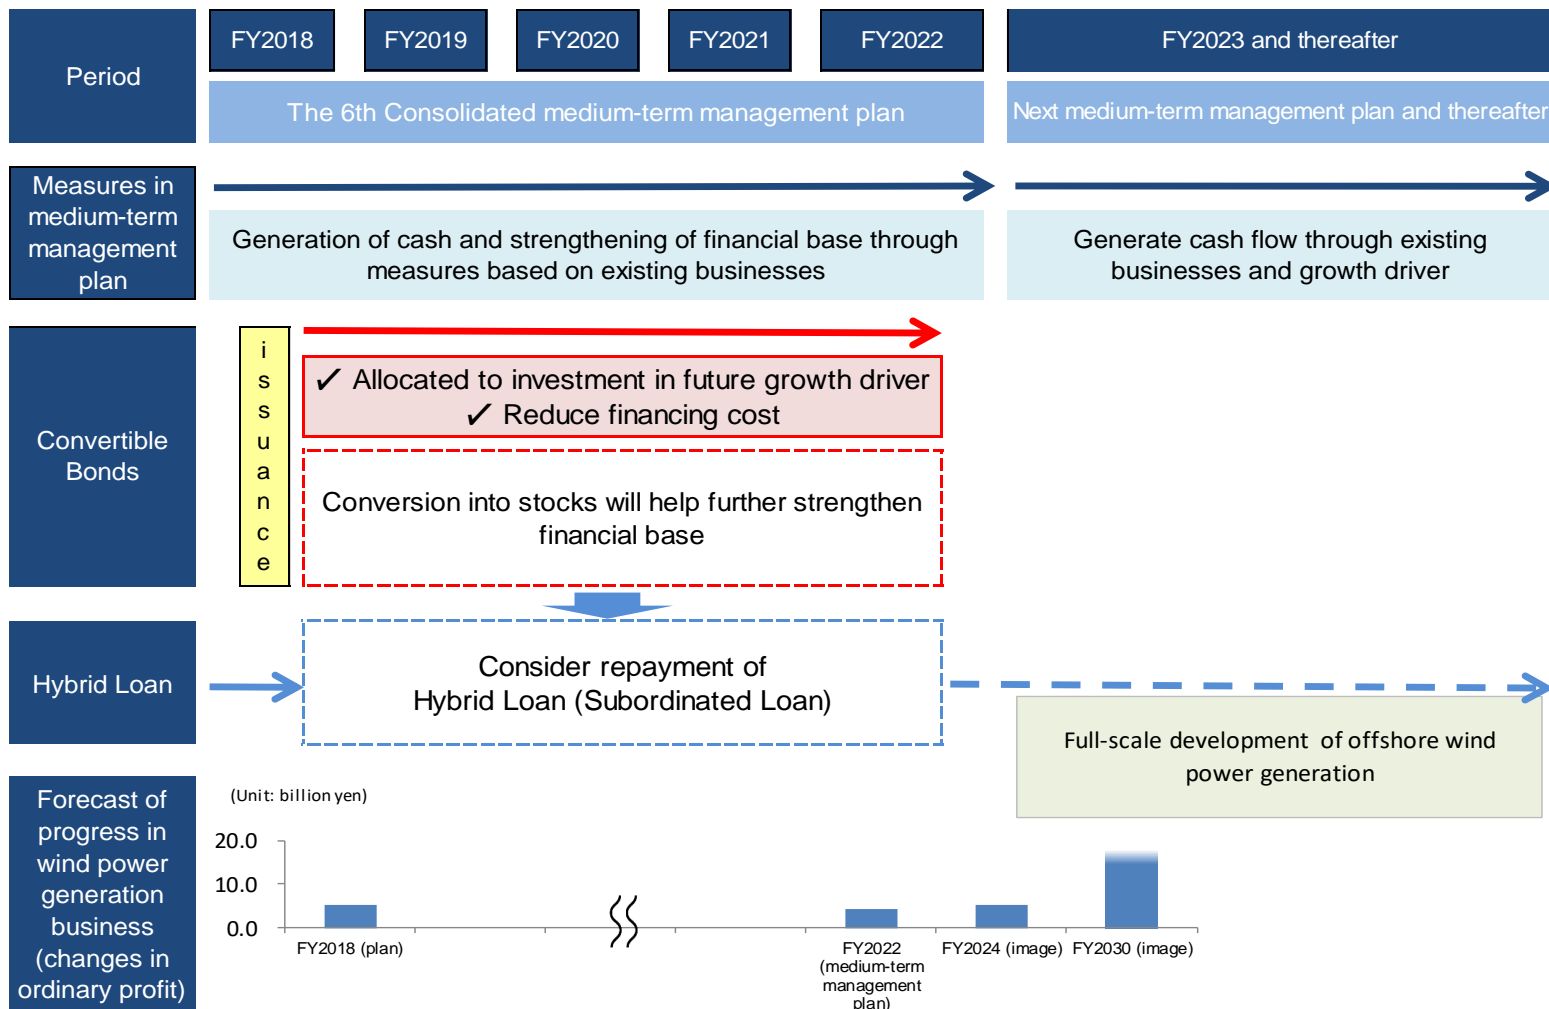 Period
FY2018
FY2019
FY2020
FY2021
FY2022
FY2023 and thereafter
The 6th Consolidated medium-term management plan
Next medium-term management plan and thereafter
Measures in
medium-term
management
plan
Generation of cash and strengthening of financial base through
measures based on existing businesses
Generate cash flow through existing
businesses and growth driver
Convertible
Bonds
issuance
✓ Allocated to investment in future growth driver
✓ Reduce financing cost
Conversion into stocks will help further strengthen
financial base
Hybrid Loan
Consider repayment of
Hybrid Loan (Subordinated Loan)
Full-scale development of offshore wind
power generation
Forecast of
progress in
wind power
generation
business
(changes in
ordinary profit)
(Unit: billion yen)
20.0
10.0
0.0
FY2018 (plan)
FY2022
(medium-term
management
plan)
FY2024 (image)
FY2030 (image)